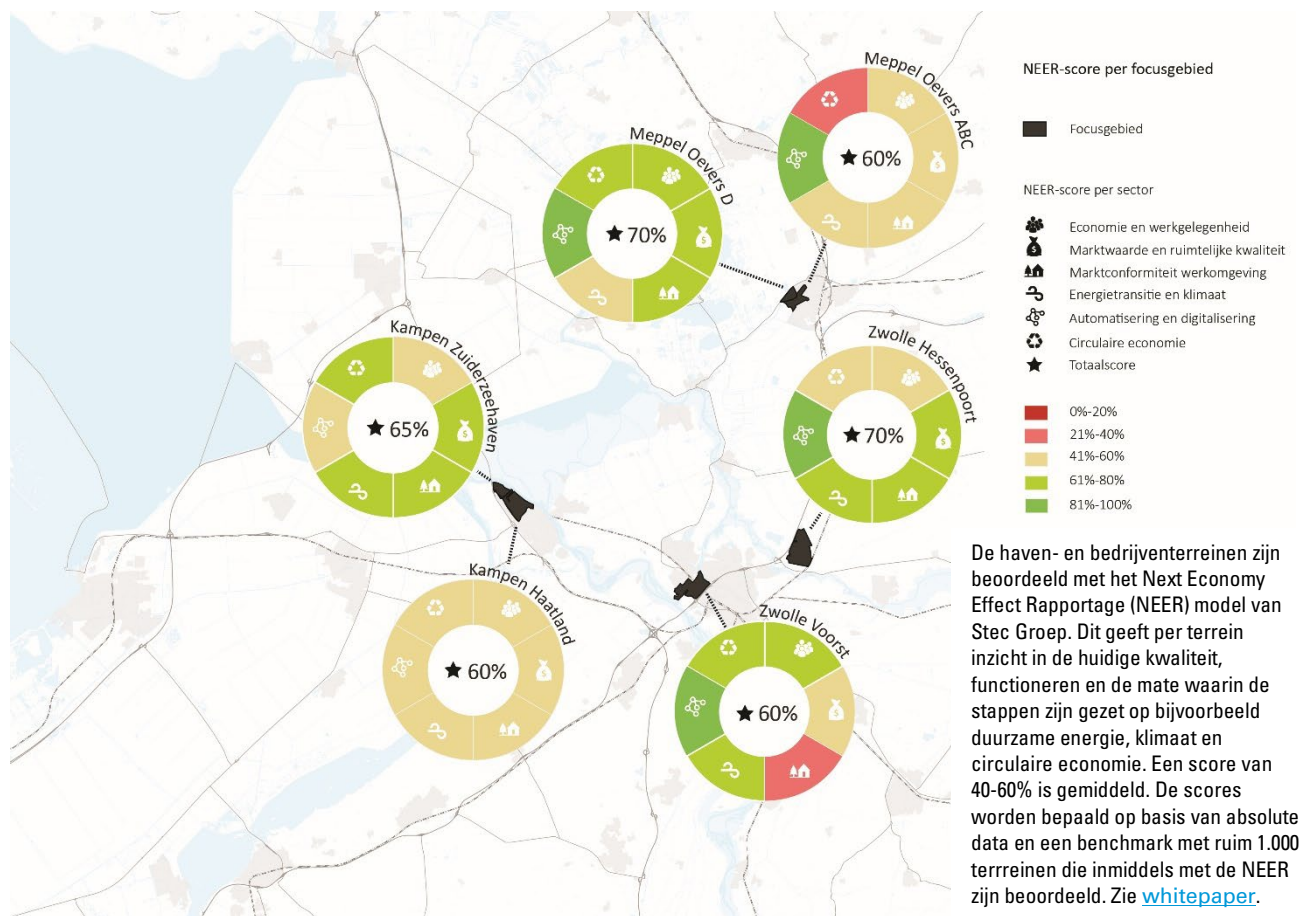 Meppel Oevers ABC
60%
Meppel Oevers D
70%
Kampen Zuiderzeehaven
65%
Zwolle Hessenpoort
70%
Kampen Haatland
60%
Zwolle Voorst
60%
NEER-score per focusgebied
Focusgebied
NEER-score per sector
Economie en werkgelegenheid
Marktwaarde en ruimtelijke kwaliteit
Marktconformiteit werkomgeving
Energietransitie en klimaat
Automatisering en digitalisering
Circulaire economie
Totaalscore
0%-20%
21%-40%
41%-60%
61%-80%
81%-100%
De haven- en bedrijventerreinen zijn
beoordeeld met het Next Economy
Effect Rapportage (NEER) model van
Stec Groep. Dit geeft per terrein
inzicht in de huidige kwaliteit,
functioneren en de mate waarin de
stappen zijn gezet op bijvoorbeeld
duurzame energie, klimaat en
circulaire economie. Een score van
40-60% is gemiddeld. De scores
worden bepaald op basis van absolute
data en een benchmark met ruim 1.000
terrreinen die inmiddels met de NEER
zijn beoordeeld. Zie whitepaper.